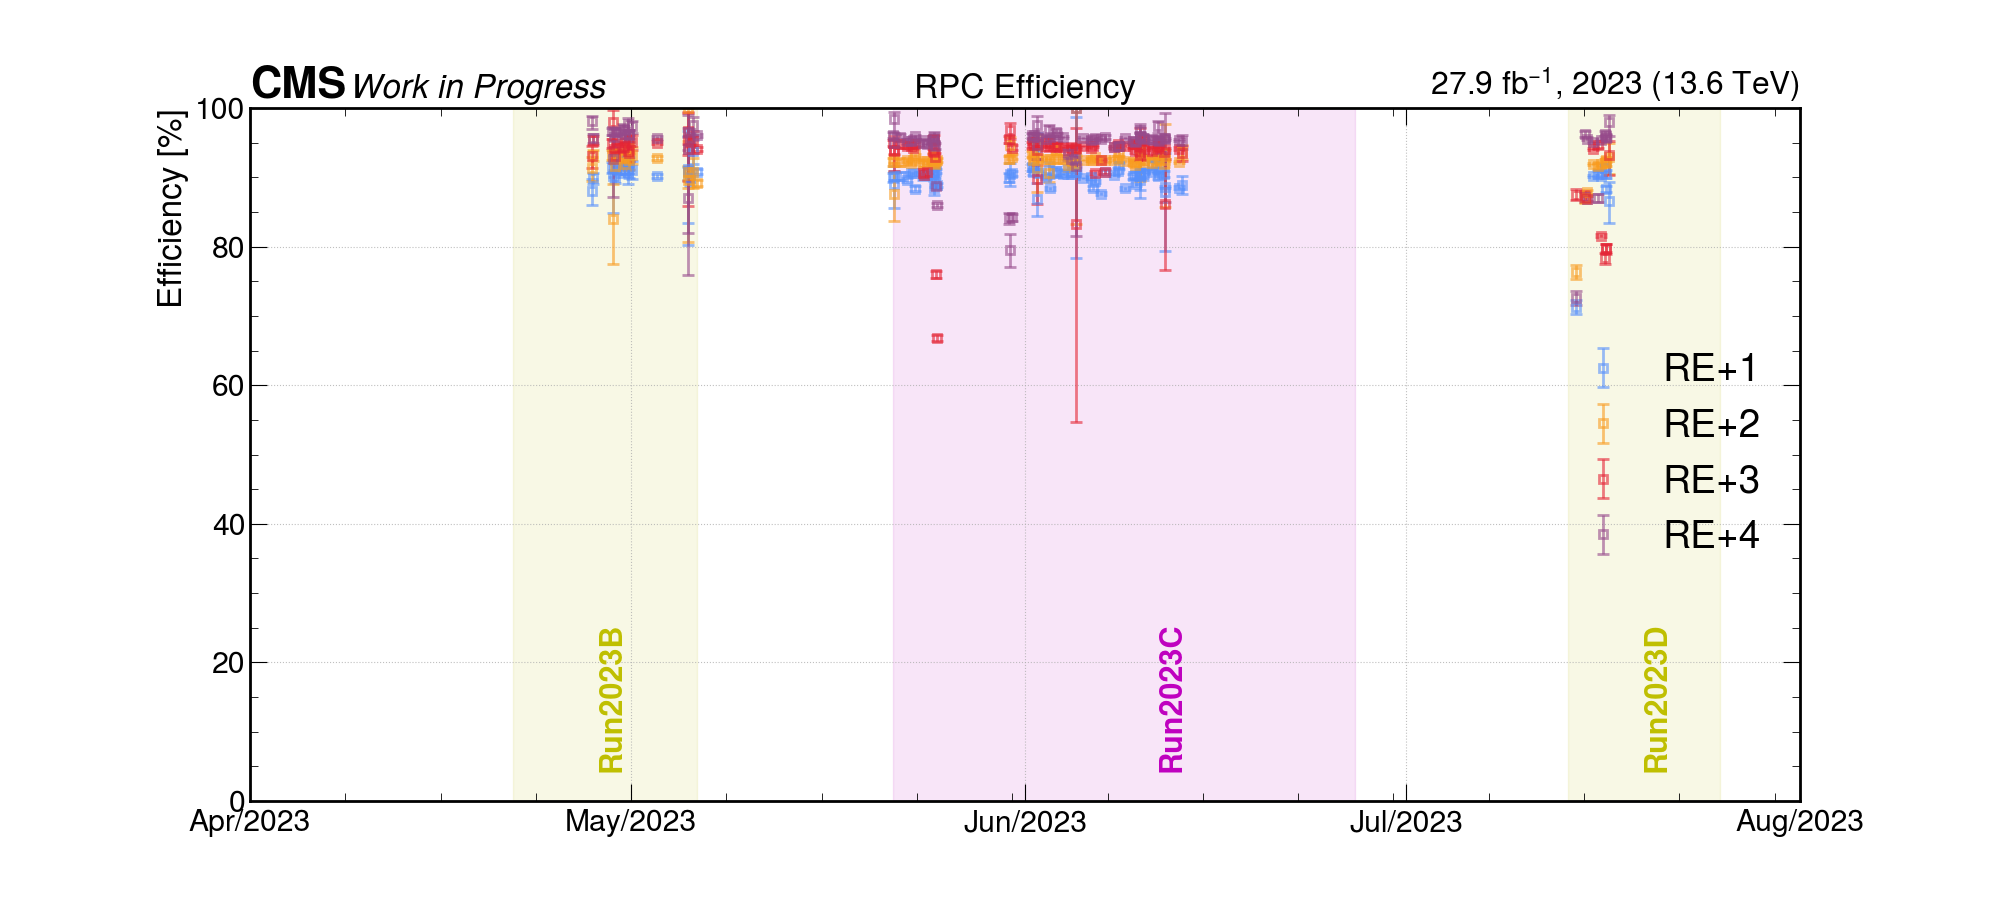 CMS Work in Progress
RPC Efficiency
27.9 fb⁻¹, 2023 (13.6 TeV)
Efficiency [%]
100
80
60
40
20
0
RE+1
RE+2
RE+3
RE+4
Run2023B
Run2023C
Run2023D
Apr/2023
May/2023
Jun/2023
Jul/2023
Aug/2023